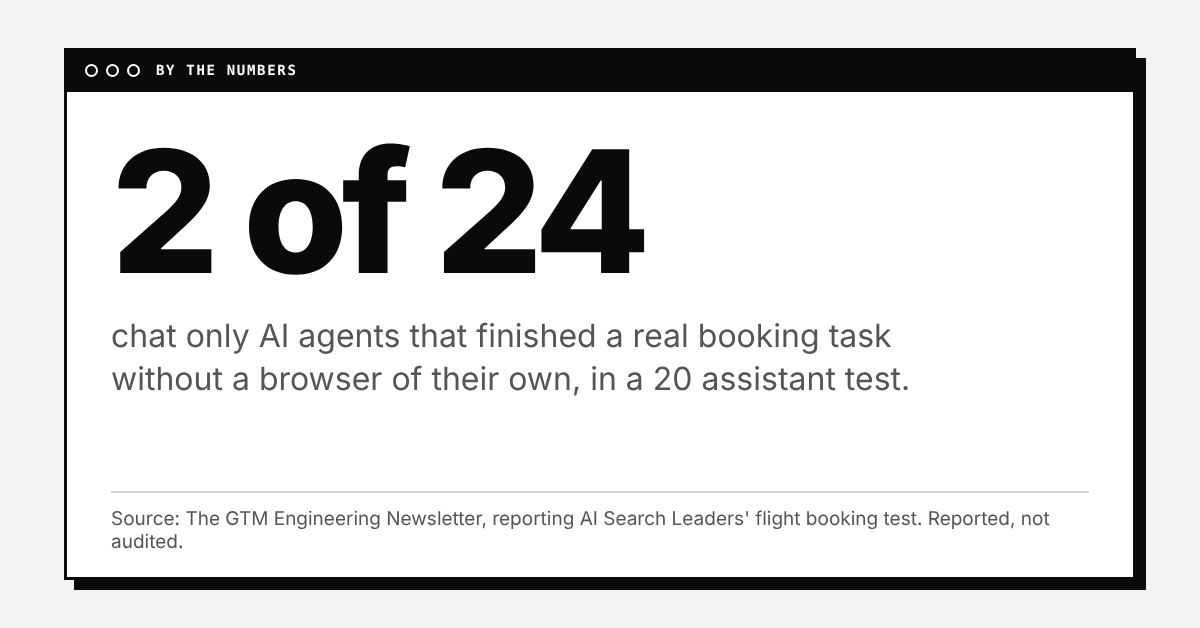 BY THE NUMBERS
2 of 24
chat only AI agents that finished a real booking task
without a browser of their own, in a 20 assistant test.
Source: The GTM Engineering Newsletter, reporting AI Search Leaders' flight booking test. Reported, not
audited.